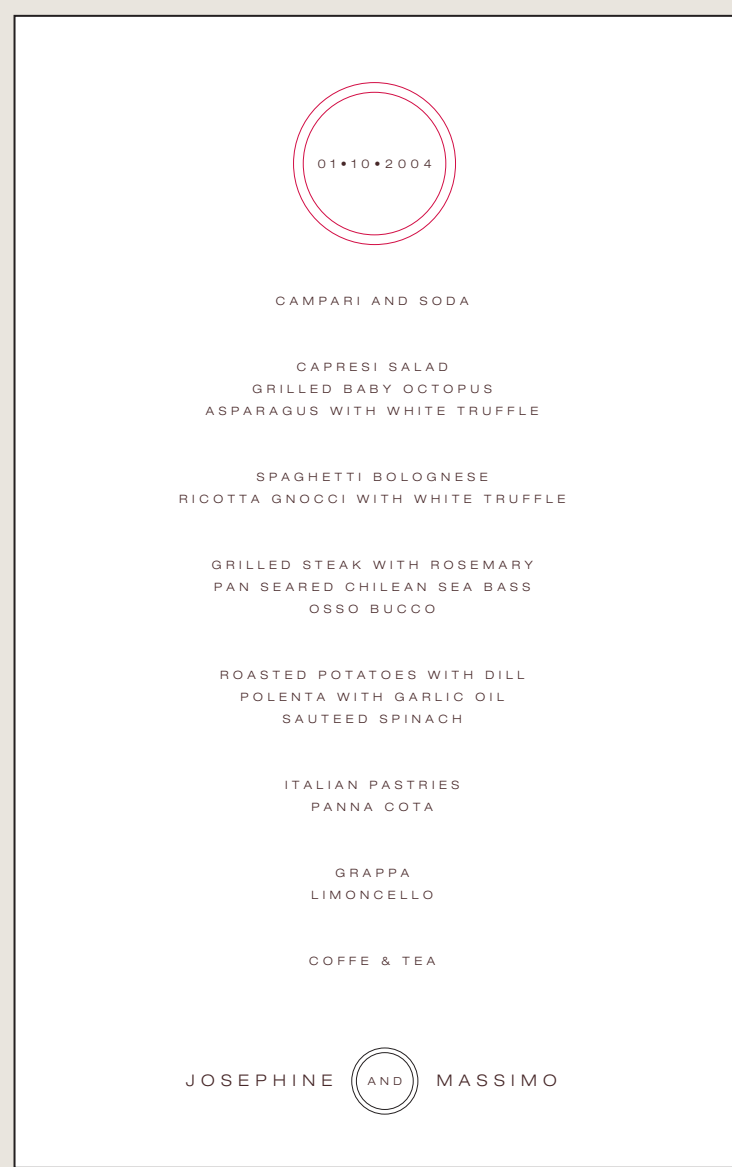 01•10•2004
CAMPARI AND SODA
CAPRESI SALAD
GRILLED BABY OCTOPUS
ASPARAGUS WITH WHITE TRUFFLE
SPAGHETTI BOLOGNESE
RICOTTA GNOCCI WITH WHITE TRUFFLE
GRILLED STEAK WITH ROSEMARY
PAN SEARED CHILEAN SEA BASS
OSSO BUCCO
ROASTED POTATOES WITH DILL
POLENTA WITH GARLIC OIL
SAUTEED SPINACH
ITALIAN PASTRIES
PANNA COTA
GRAPPA
LIMONCELLO
COFFE & TEA
JOSEPHINE AND MASSIMO